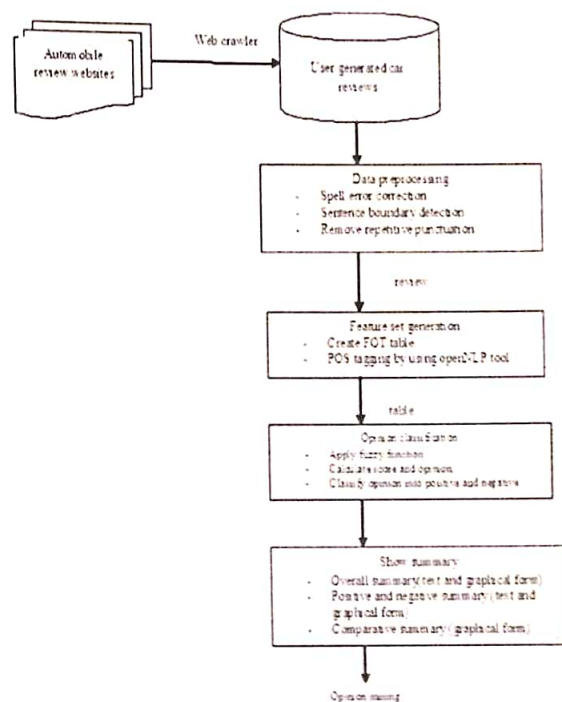 Automobile
review websites
Web crawler
User generated car
reviews
Data preprocessing
- Spell error correction
- Sentence boundary detection
- Remove repetitive punctuation
review
Feature set generation
- Create FOT table
- POS tagging by using openNLP tool
table
Opinion classification
- Apply fuzzy function
- Calculate score and opinion
- Classify opinion into positive and negative
Show summary
- Overall summary(text and graphical form)
- Positive and negative summary(text and
graphical form)
- Comparative summary(graphical form)
Opinion mining